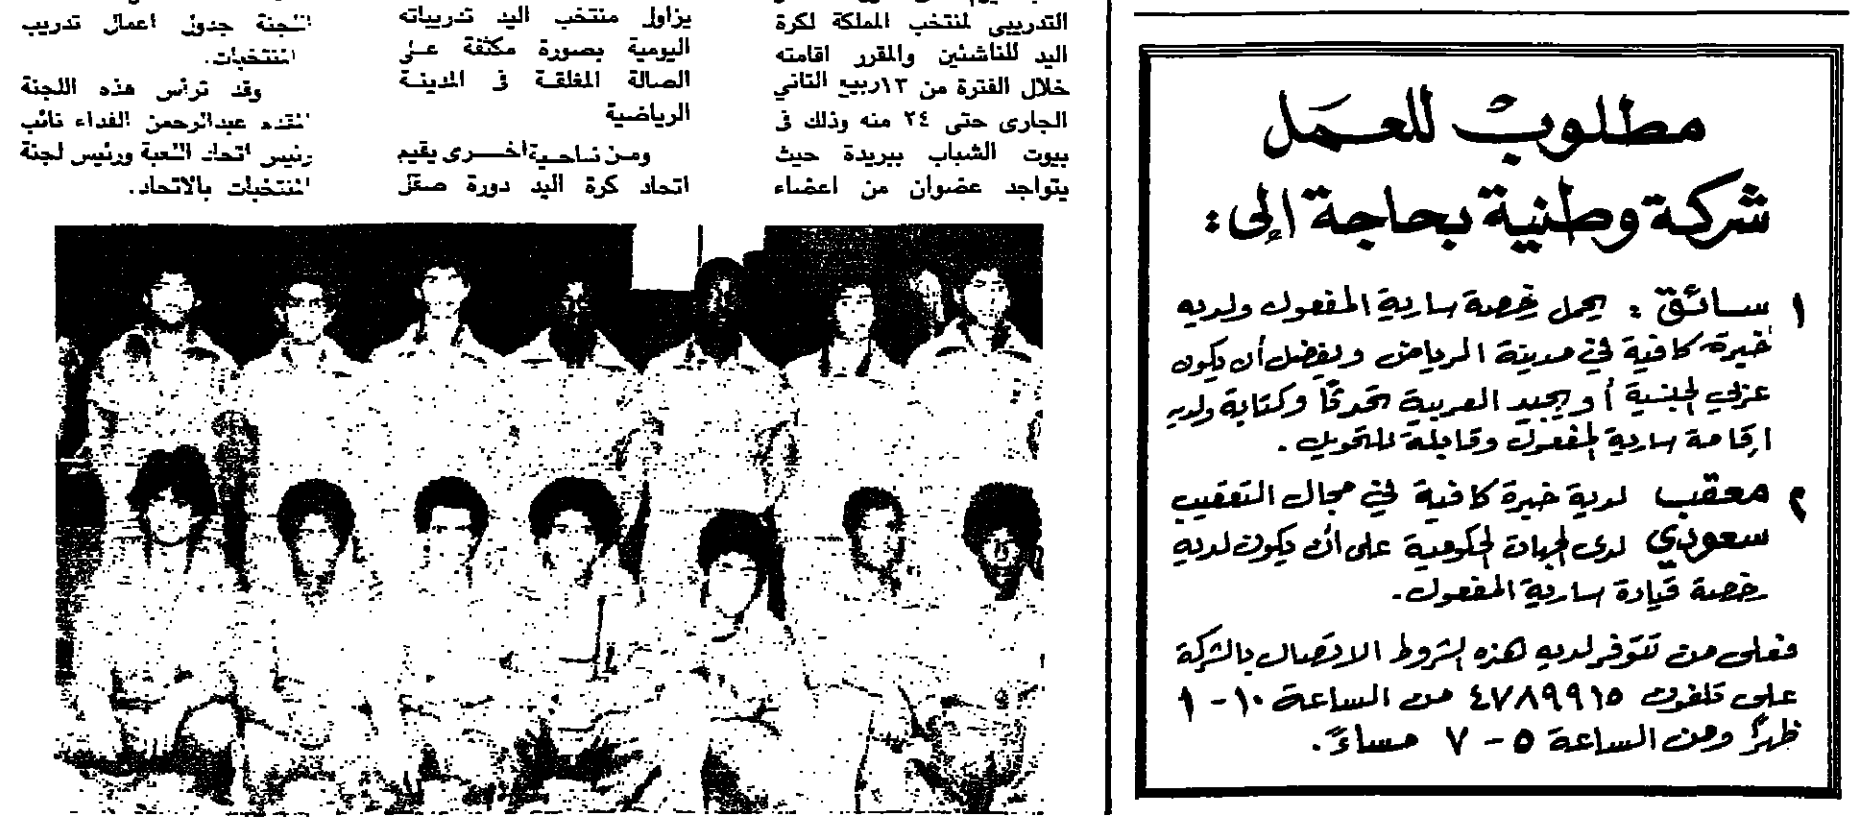 التدريبى لمنتخب المملكة لكرة
اليد للناشئين والمقرر اقامته
خلال الفترة من ١٣ربيع الثاني
الجارى حتى ٢٤ منه وذلك فى
بيوت الشباب ببريدة حيث
يتواجد عضوان من اعضاء
يزاول منتخب اليد تدريباته
اليومية بصورة مكثفة على
الصالة المغلقة فى المدينة
الرياضية
ومن ناحية اخرى يقيم
اتحاد كرة اليد دورة صقل
اللجنة جدول اعمال تدريب
المنتخبات.
وقد ترأس هذه اللجنة
المقدم عبدالرحمن الفداء نائب
رئيس اتحاد اللعبة ورئيس لجنة
المنتخبات بالاتحاد.
مطلوب للعمل
شركة وطنية بحاجة إلى:
١ سائق : يحمل رخصة سارية المفعول ولديه
خبرة كافية في مدينة الرياض ويفضل أن يكون
عربي الجنسية أو يجيد العربية تحدثاً وكتابة ولديه
إقامة سارية المفعول وقابلة للتحويل .
٢ معقب لدية خبرة كافية في مجال التعقيب
سعودي لدى الجهات الحكومية على أن يكون لديه
رخصة قيادة سارية المفعول .
فعلى من تتوفر لديه هذه الشروط الاتصال بالشركة
على تلفون ٤٧٨٩٩١٥ من الساعة ١٠ - ١
ظهراً ومن الساعة ٥ - ٧ مساءً .